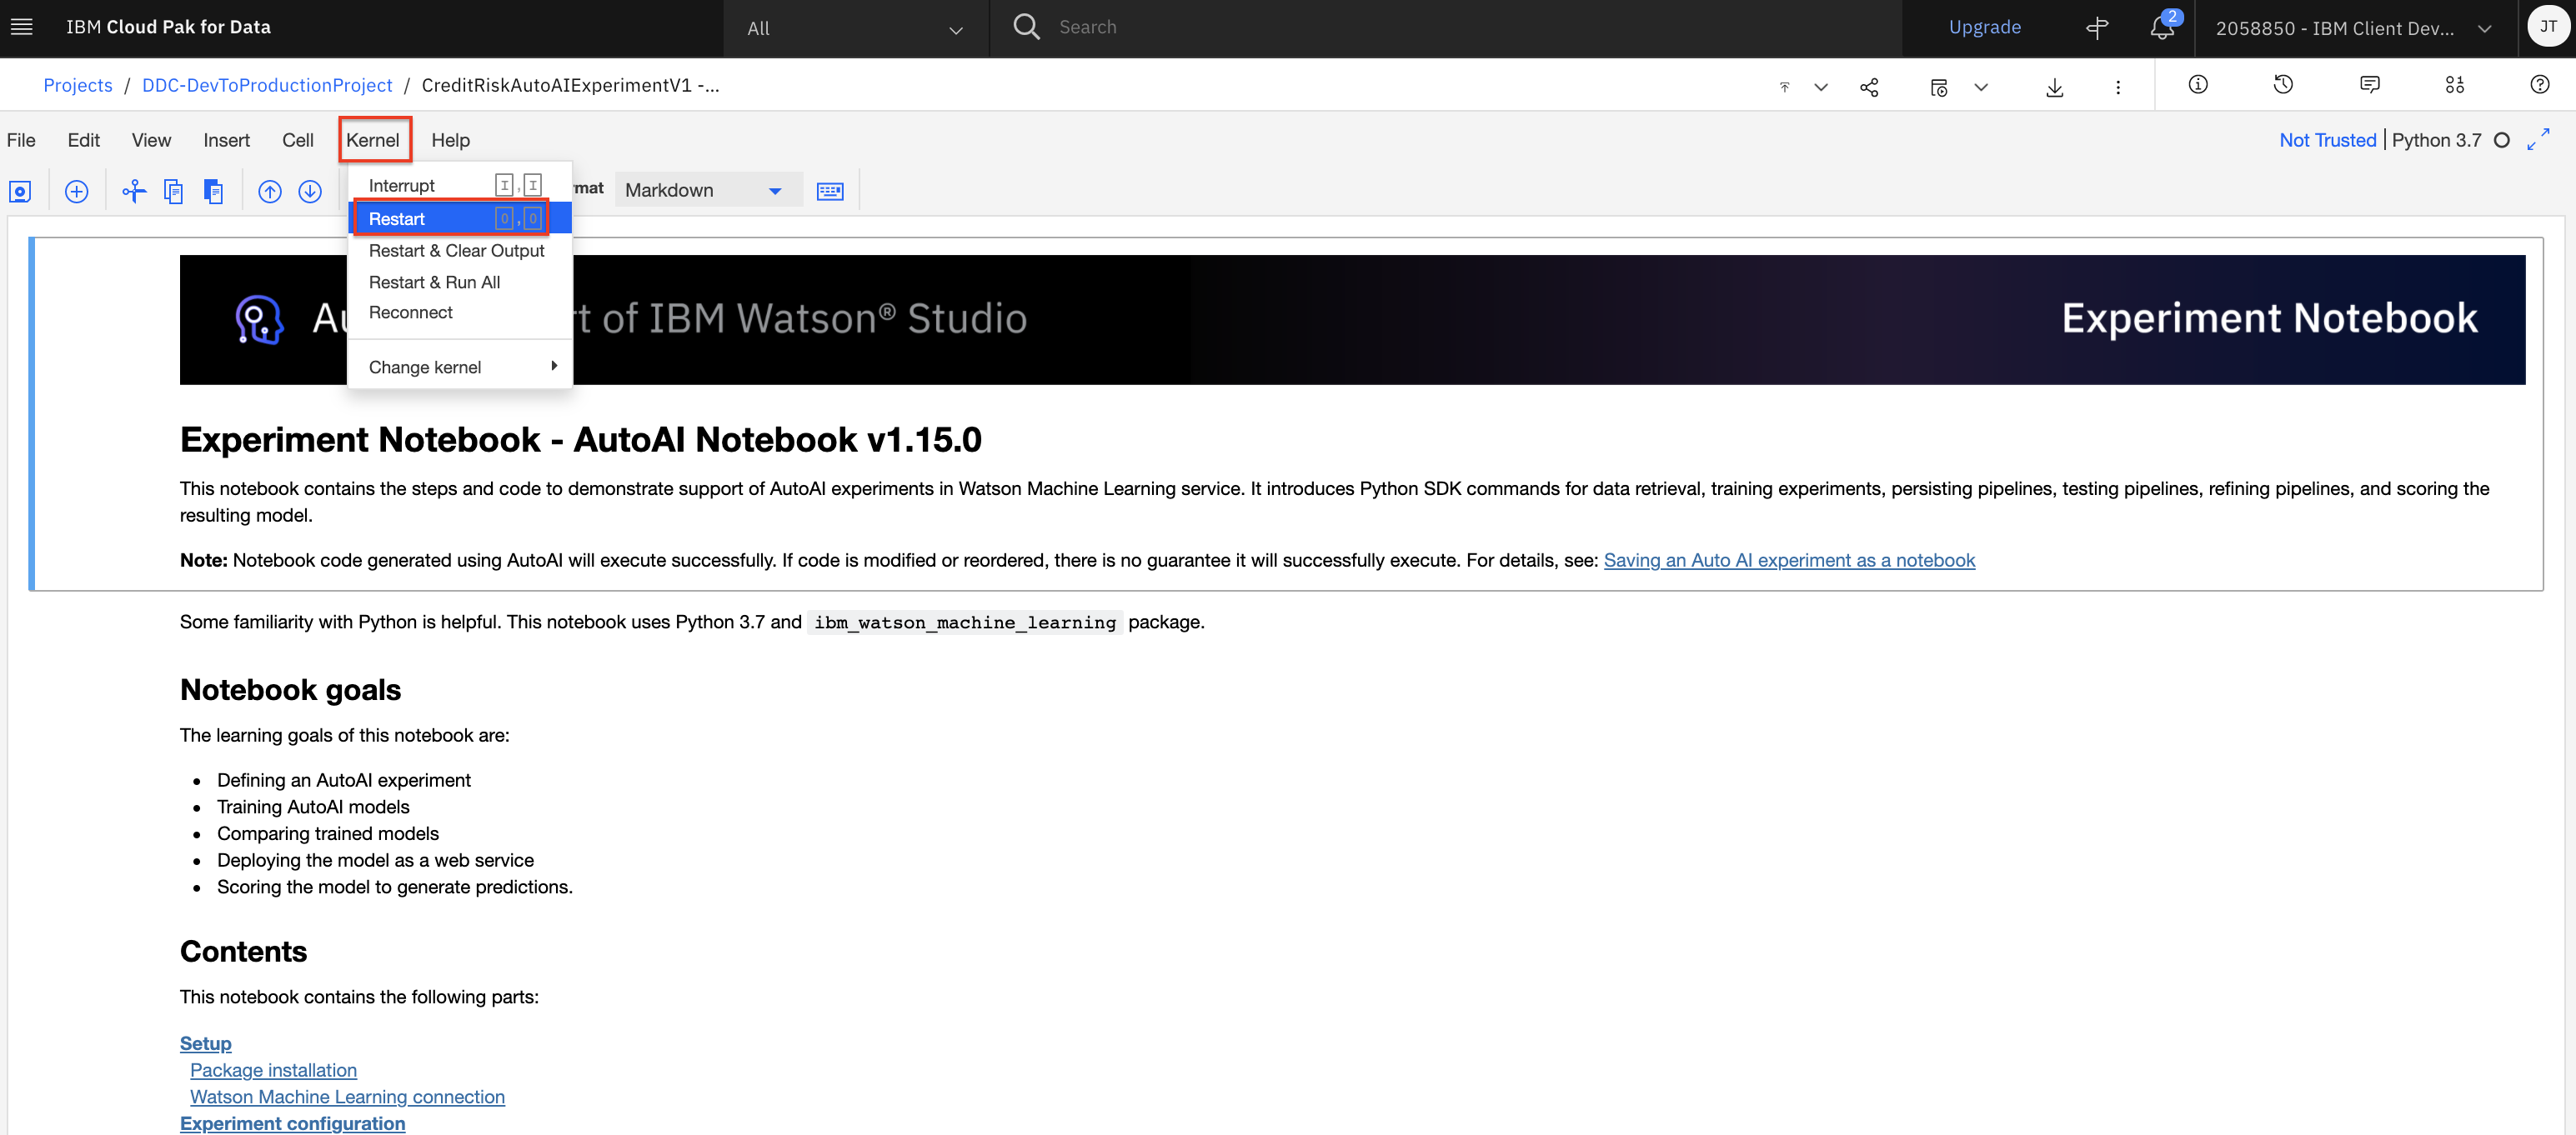 IBM Cloud Pak for Data
All
Search
Upgrade
2
2058850 - IBM Client Dev...
JT
Projects / DDC-DevToProductionProject / CreditRiskAutoAIExperimentV1 -...
File Edit View Insert Cell Kernel Help
Not Trusted | Python 3.7
Interrupt I , I
mat
Markdown
Restart 0 , 0
Restart & Clear Output
Restart & Run All
Reconnect
Change kernel
of IBM Watson® Studio
Experiment Notebook
Experiment Notebook - AutoAI Notebook v1.15.0
This notebook contains the steps and code to demonstrate support of AutoAI experiments in Watson Machine Learning service. It introduces Python SDK commands for data retrieval, training experiments, persisting pipelines, testing pipelines, refining pipelines, and scoring the
resulting model.
Note: Notebook code generated using AutoAI will execute successfully. If code is modified or reordered, there is no guarantee it will successfully execute. For details, see: Saving an Auto AI experiment as a notebook
Some familiarity with Python is helpful. This notebook uses Python 3.7 and ibm_watson_machine_learning package.
Notebook goals
The learning goals of this notebook are:
• Defining an AutoAI experiment
• Training AutoAI models
• Comparing trained models
• Deploying the model as a web service
• Scoring the model to generate predictions.
Contents
This notebook contains the following parts:
Setup
Package installation
Watson Machine Learning connection
Experiment configuration